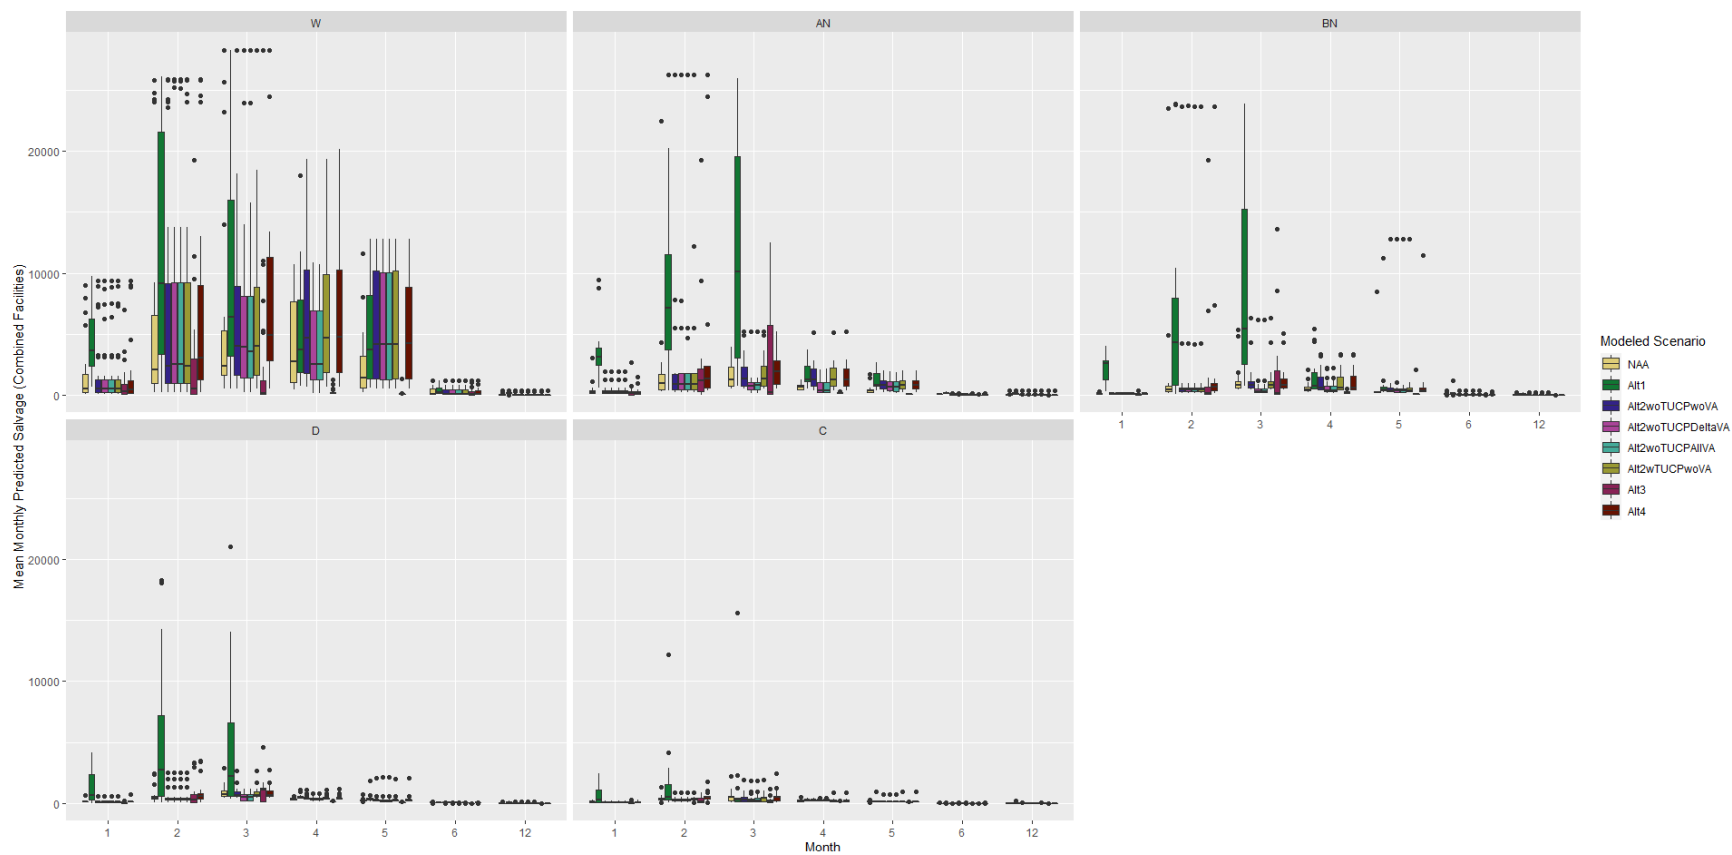 W
AN
BN
20000
10000
0
1 2 3 4 5 6 12
D
C
20000
10000
0
1 2 3 4 5 6 12
1 2 3 4 5 6 12
Month
Mean Monthly Predicted Salvage (Combined Facilities)
Modeled Scenario
NAA
Alt1
Alt2woTUCPwoVA
Alt2woTUCPDeltaVA
Alt2woTUCPAllVA
Alt2wTUCPwoVA
Alt3
Alt4